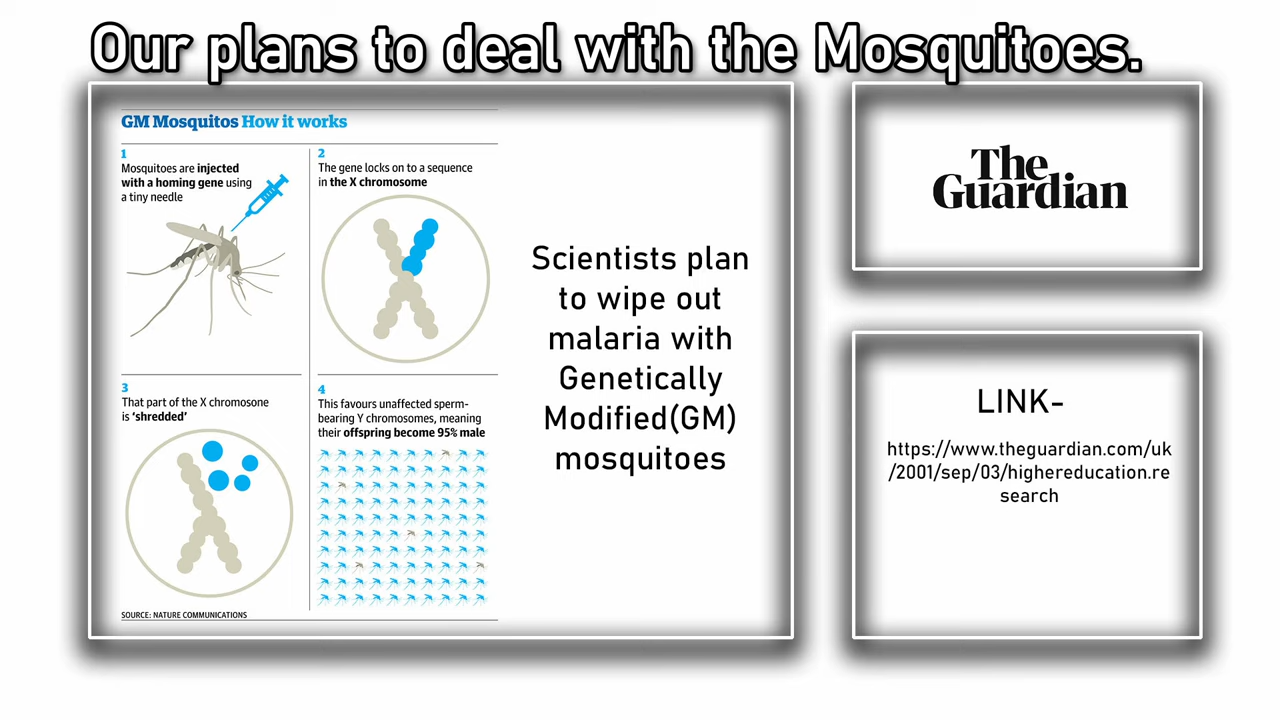 Our plans to deal with the Mosquitoes.
GM Mosquitos How it works
1
Mosquitoes are injected
with a homing gene using
a tiny needle
2
The gene locks on to a sequence
in the X chromosome
3
That part of the X chromosone
is ‘shredded’
4
This favours unaffected sperm-
bearing Y chromosomes, meaning
their offspring become 95% male
SOURCE: NATURE COMMUNICATIONS
Scientists plan
to wipe out
malaria with
Genetically
Modified(GM)
mosquitoes
The
Guardian
LINK-
https://www.theguardian.com/uk
/2001/sep/03/highereducation.re
search